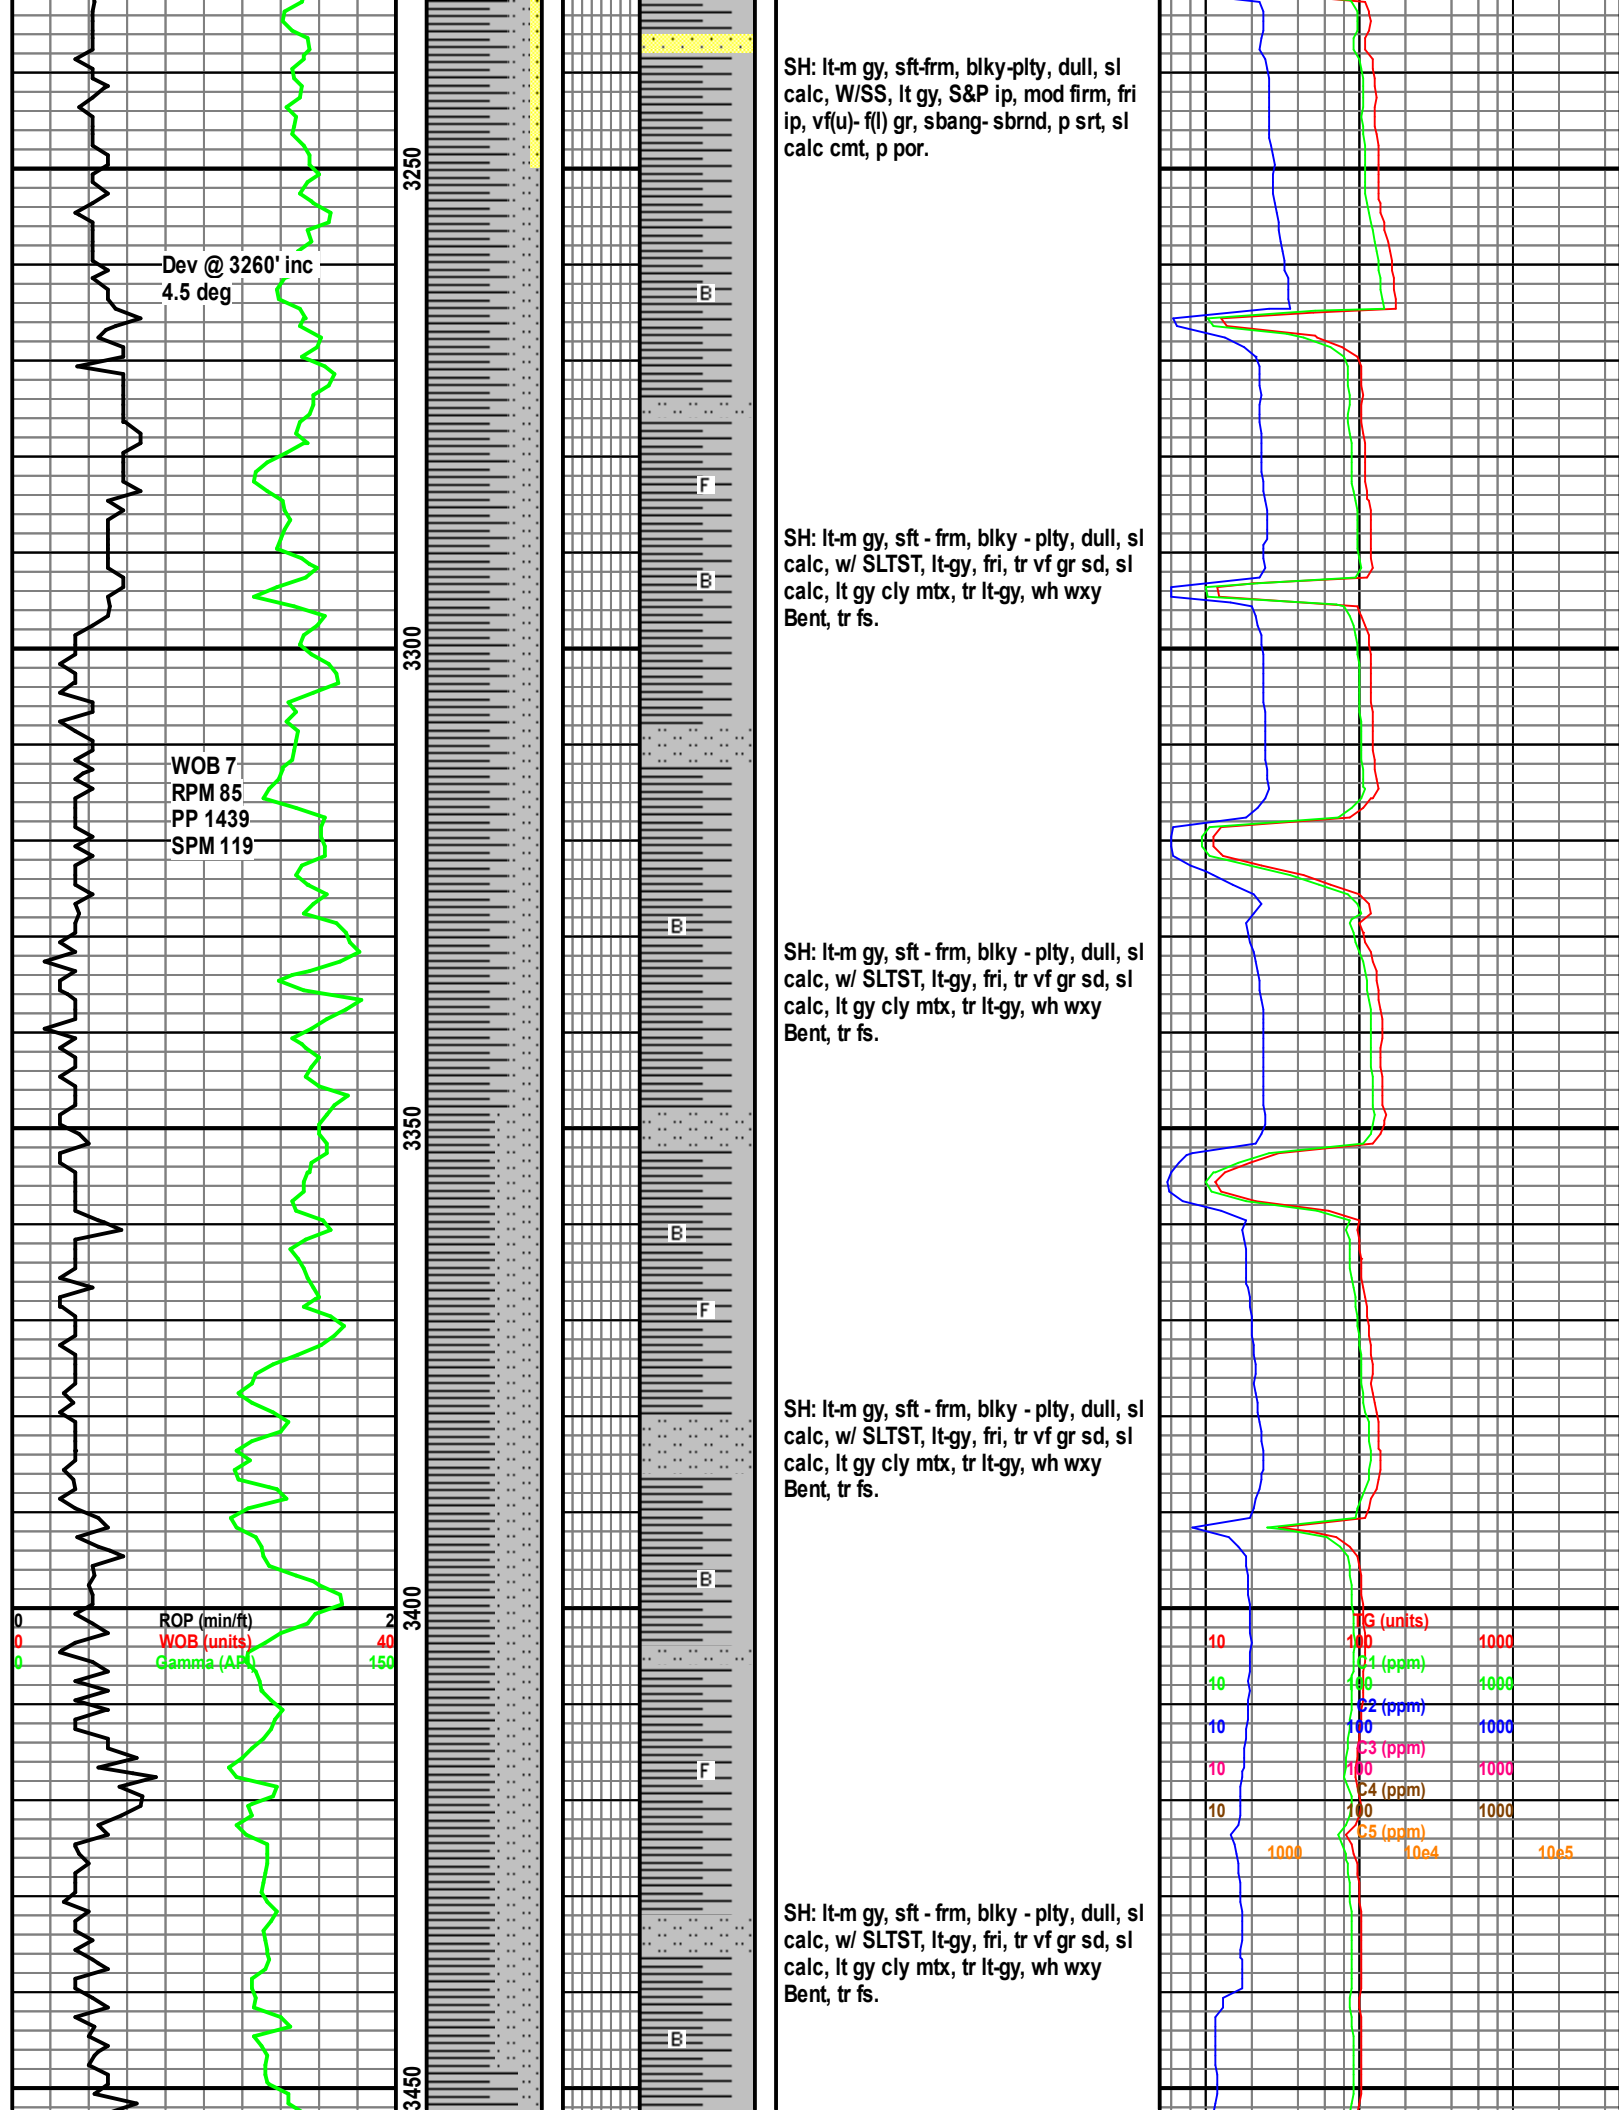 SH: lt-m gy, sft-frm, blky-plty, dull, sl
calc, W/SS, lt gy, S&P ip, mod firm, fri
ip, vf(u)- f(l) gr, sbang- sbrnd, p srt, sl
calc cmt, p por.
3250
Dev @ 3260' inc
4.5 deg
B
F
SH: lt-m gy, sft - frm, blky - plty, dull, sl
calc, w/ SLTST, lt-gy, fri, tr vf gr sd, sl
calc, lt gy cly mtx, tr lt-gy, wh wxy
Bent, tr fs.
B
3300
WOB 7
RPM 85
PP 1439
SPM 119
B
SH: lt-m gy, sft - frm, blky - plty, dull, sl
calc, w/ SLTST, lt-gy, fri, tr vf gr sd, sl
calc, lt gy cly mtx, tr lt-gy, wh wxy
Bent, tr fs.
3350
B
F
SH: lt-m gy, sft - frm, blky - plty, dull, sl
calc, w/ SLTST, lt-gy, fri, tr vf gr sd, sl
calc, lt gy cly mtx, tr lt-gy, wh wxy
Bent, tr fs.
B
3400
0 ROP (min/ft) 2
0 WOB (units) 40
0 Gamma (API) 150
TG (units)
10 100 1000
C1 (ppm)
10 100 1000
C2 (ppm)
10 100 1000
C3 (ppm)
10 100 1000
C4 (ppm)
10 100 1000
C5 (ppm)
1000 10e4 10e5
F
SH: lt-m gy, sft - frm, blky - plty, dull, sl
calc, w/ SLTST, lt-gy, fri, tr vf gr sd, sl
calc, lt gy cly mtx, tr lt-gy, wh wxy
Bent, tr fs.
B
3450